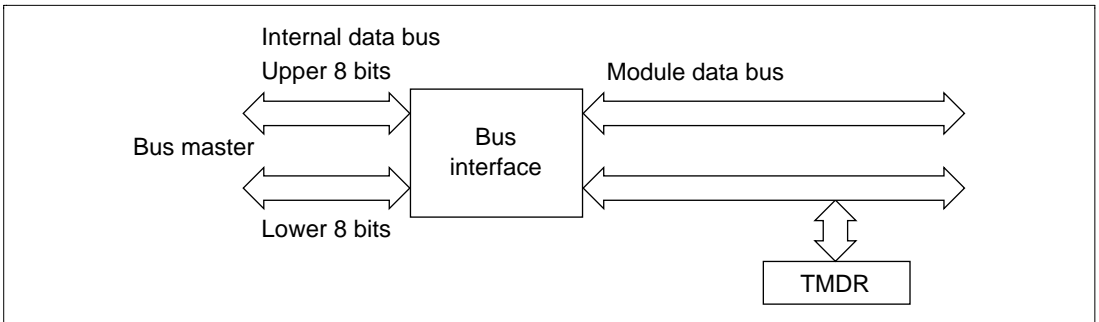 Internal data bus
Upper 8 bits
Module data bus
Bus master
Bus
interface
Lower 8 bits
TMDR